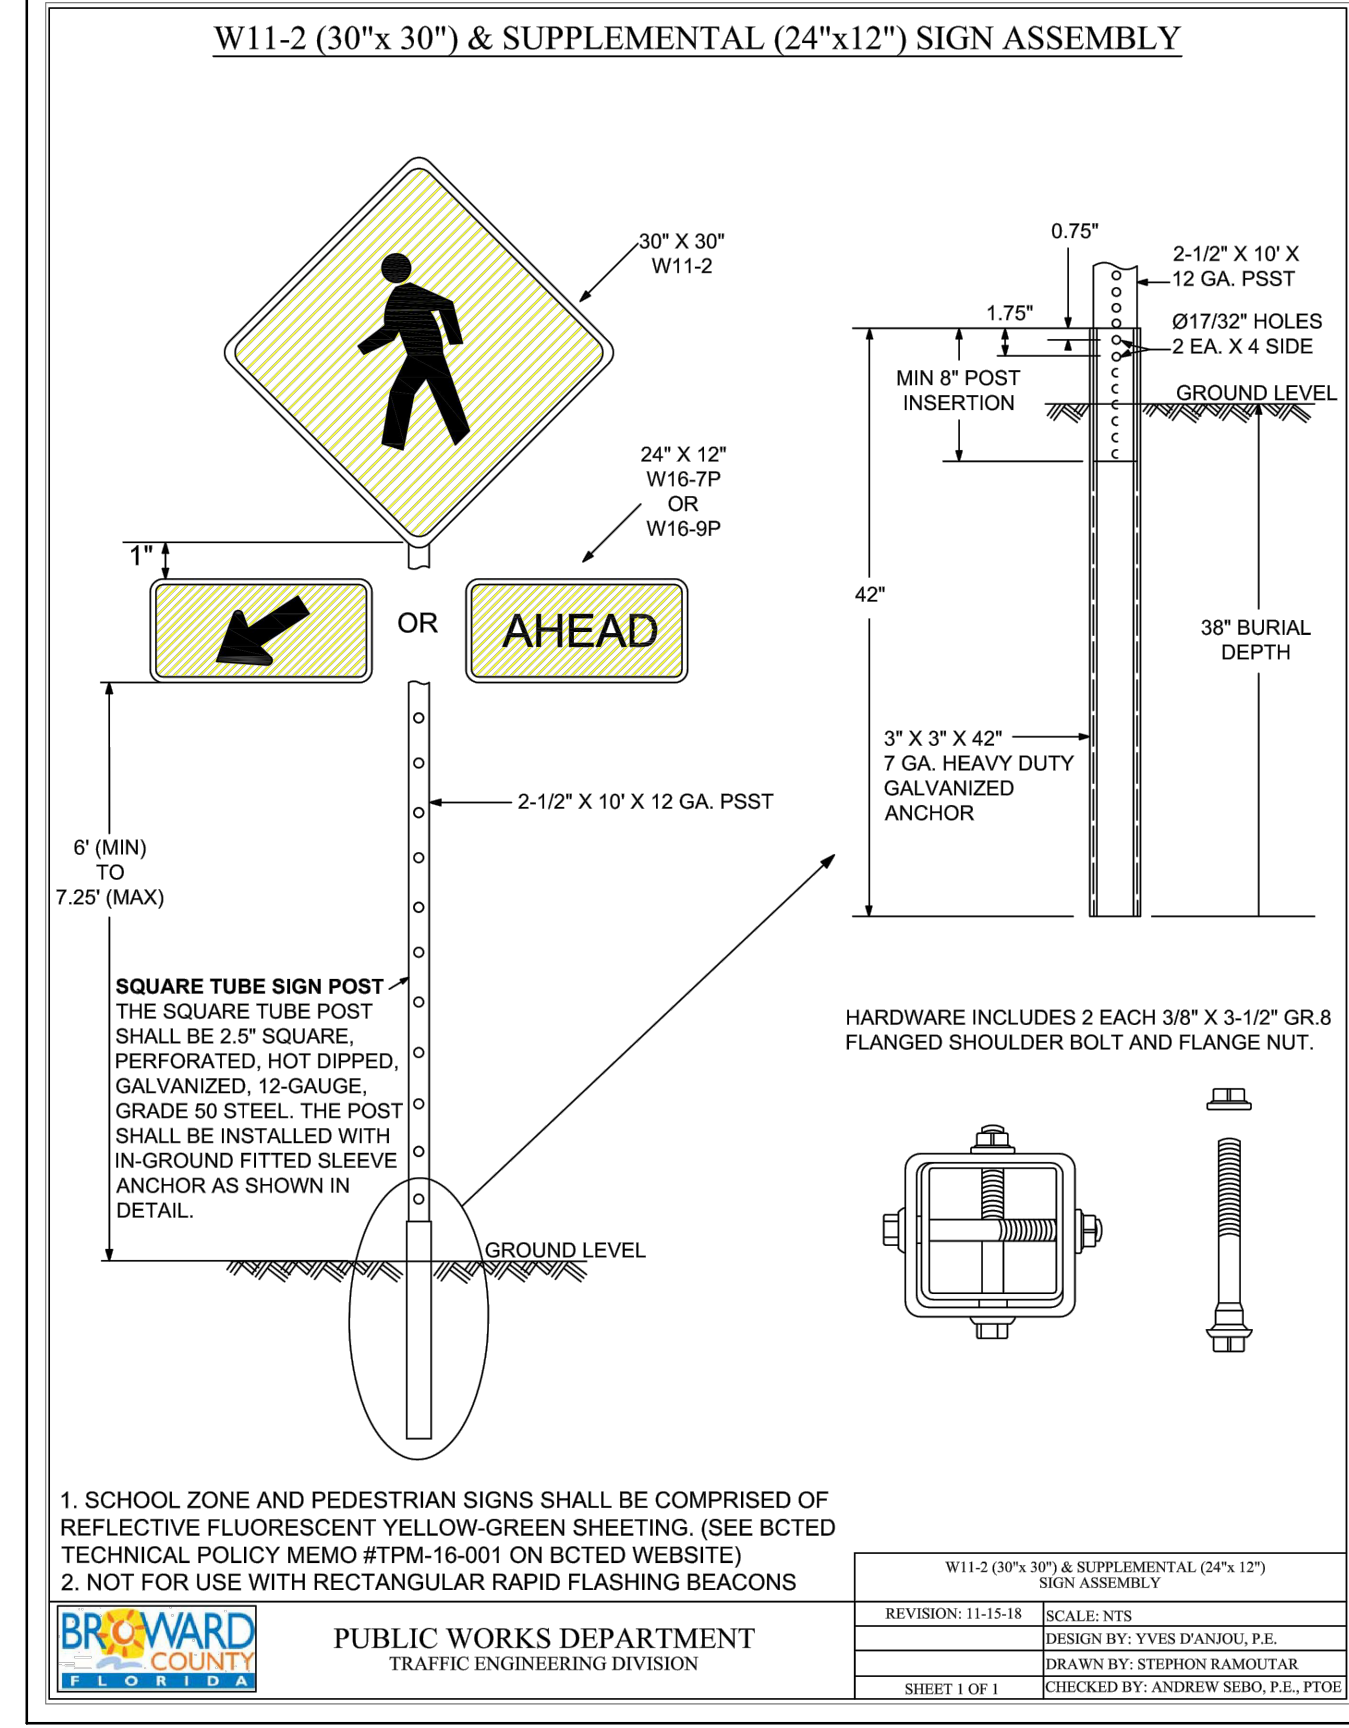 W11-2 (30"x 30") & SUPPLEMENTAL (24"x12") SIGN ASSEMBLY
30" X 30"
W11-2
24" X 12"
W16-7P
OR
W16-9P
1"
OR
AHEAD
2-1/2" X 10' X 12 GA. PSST
6' (MIN)
TO
7.25' (MAX)
SQUARE TUBE SIGN POST
THE SQUARE TUBE POST
SHALL BE 2.5" SQUARE,
PERFORATED, HOT DIPPED,
GALVANIZED, 12-GAUGE,
GRADE 50 STEEL. THE POST
SHALL BE INSTALLED WITH
IN-GROUND FITTED SLEEVE
ANCHOR AS SHOWN IN
DETAIL.
GROUND LEVEL
0.75"
2-1/2" X 10' X
12 GA. PSST
1.75"
Ø17/32" HOLES
2 EA. X 4 SIDE
MIN 8" POST
INSERTION
GROUND LEVEL
42"
38" BURIAL
DEPTH
3" X 3" X 42"
7 GA. HEAVY DUTY
GALVANIZED
ANCHOR
HARDWARE INCLUDES 2 EACH 3/8" X 3-1/2" GR.8
FLANGED SHOULDER BOLT AND FLANGE NUT.
1. SCHOOL ZONE AND PEDESTRIAN SIGNS SHALL BE COMPRISED OF
REFLECTIVE FLUORESCENT YELLOW-GREEN SHEETING. (SEE BCTED
TECHNICAL POLICY MEMO #TPM-16-001 ON BCTED WEBSITE)
2. NOT FOR USE WITH RECTANGULAR RAPID FLASHING BEACONS
BROWARD
COUNTY
FLORIDA
PUBLIC WORKS DEPARTMENT
TRAFFIC ENGINEERING DIVISION
W11-2 (30"x 30") & SUPPLEMENTAL (24"x 12")
SIGN ASSEMBLY
REVISION: 11-15-18
SCALE: NTS
DESIGN BY: YVES D'ANJOU, P.E.
DRAWN BY: STEPHON RAMOUTAR
SHEET 1 OF 1
CHECKED BY: ANDREW SEBO, P.E., PTOE